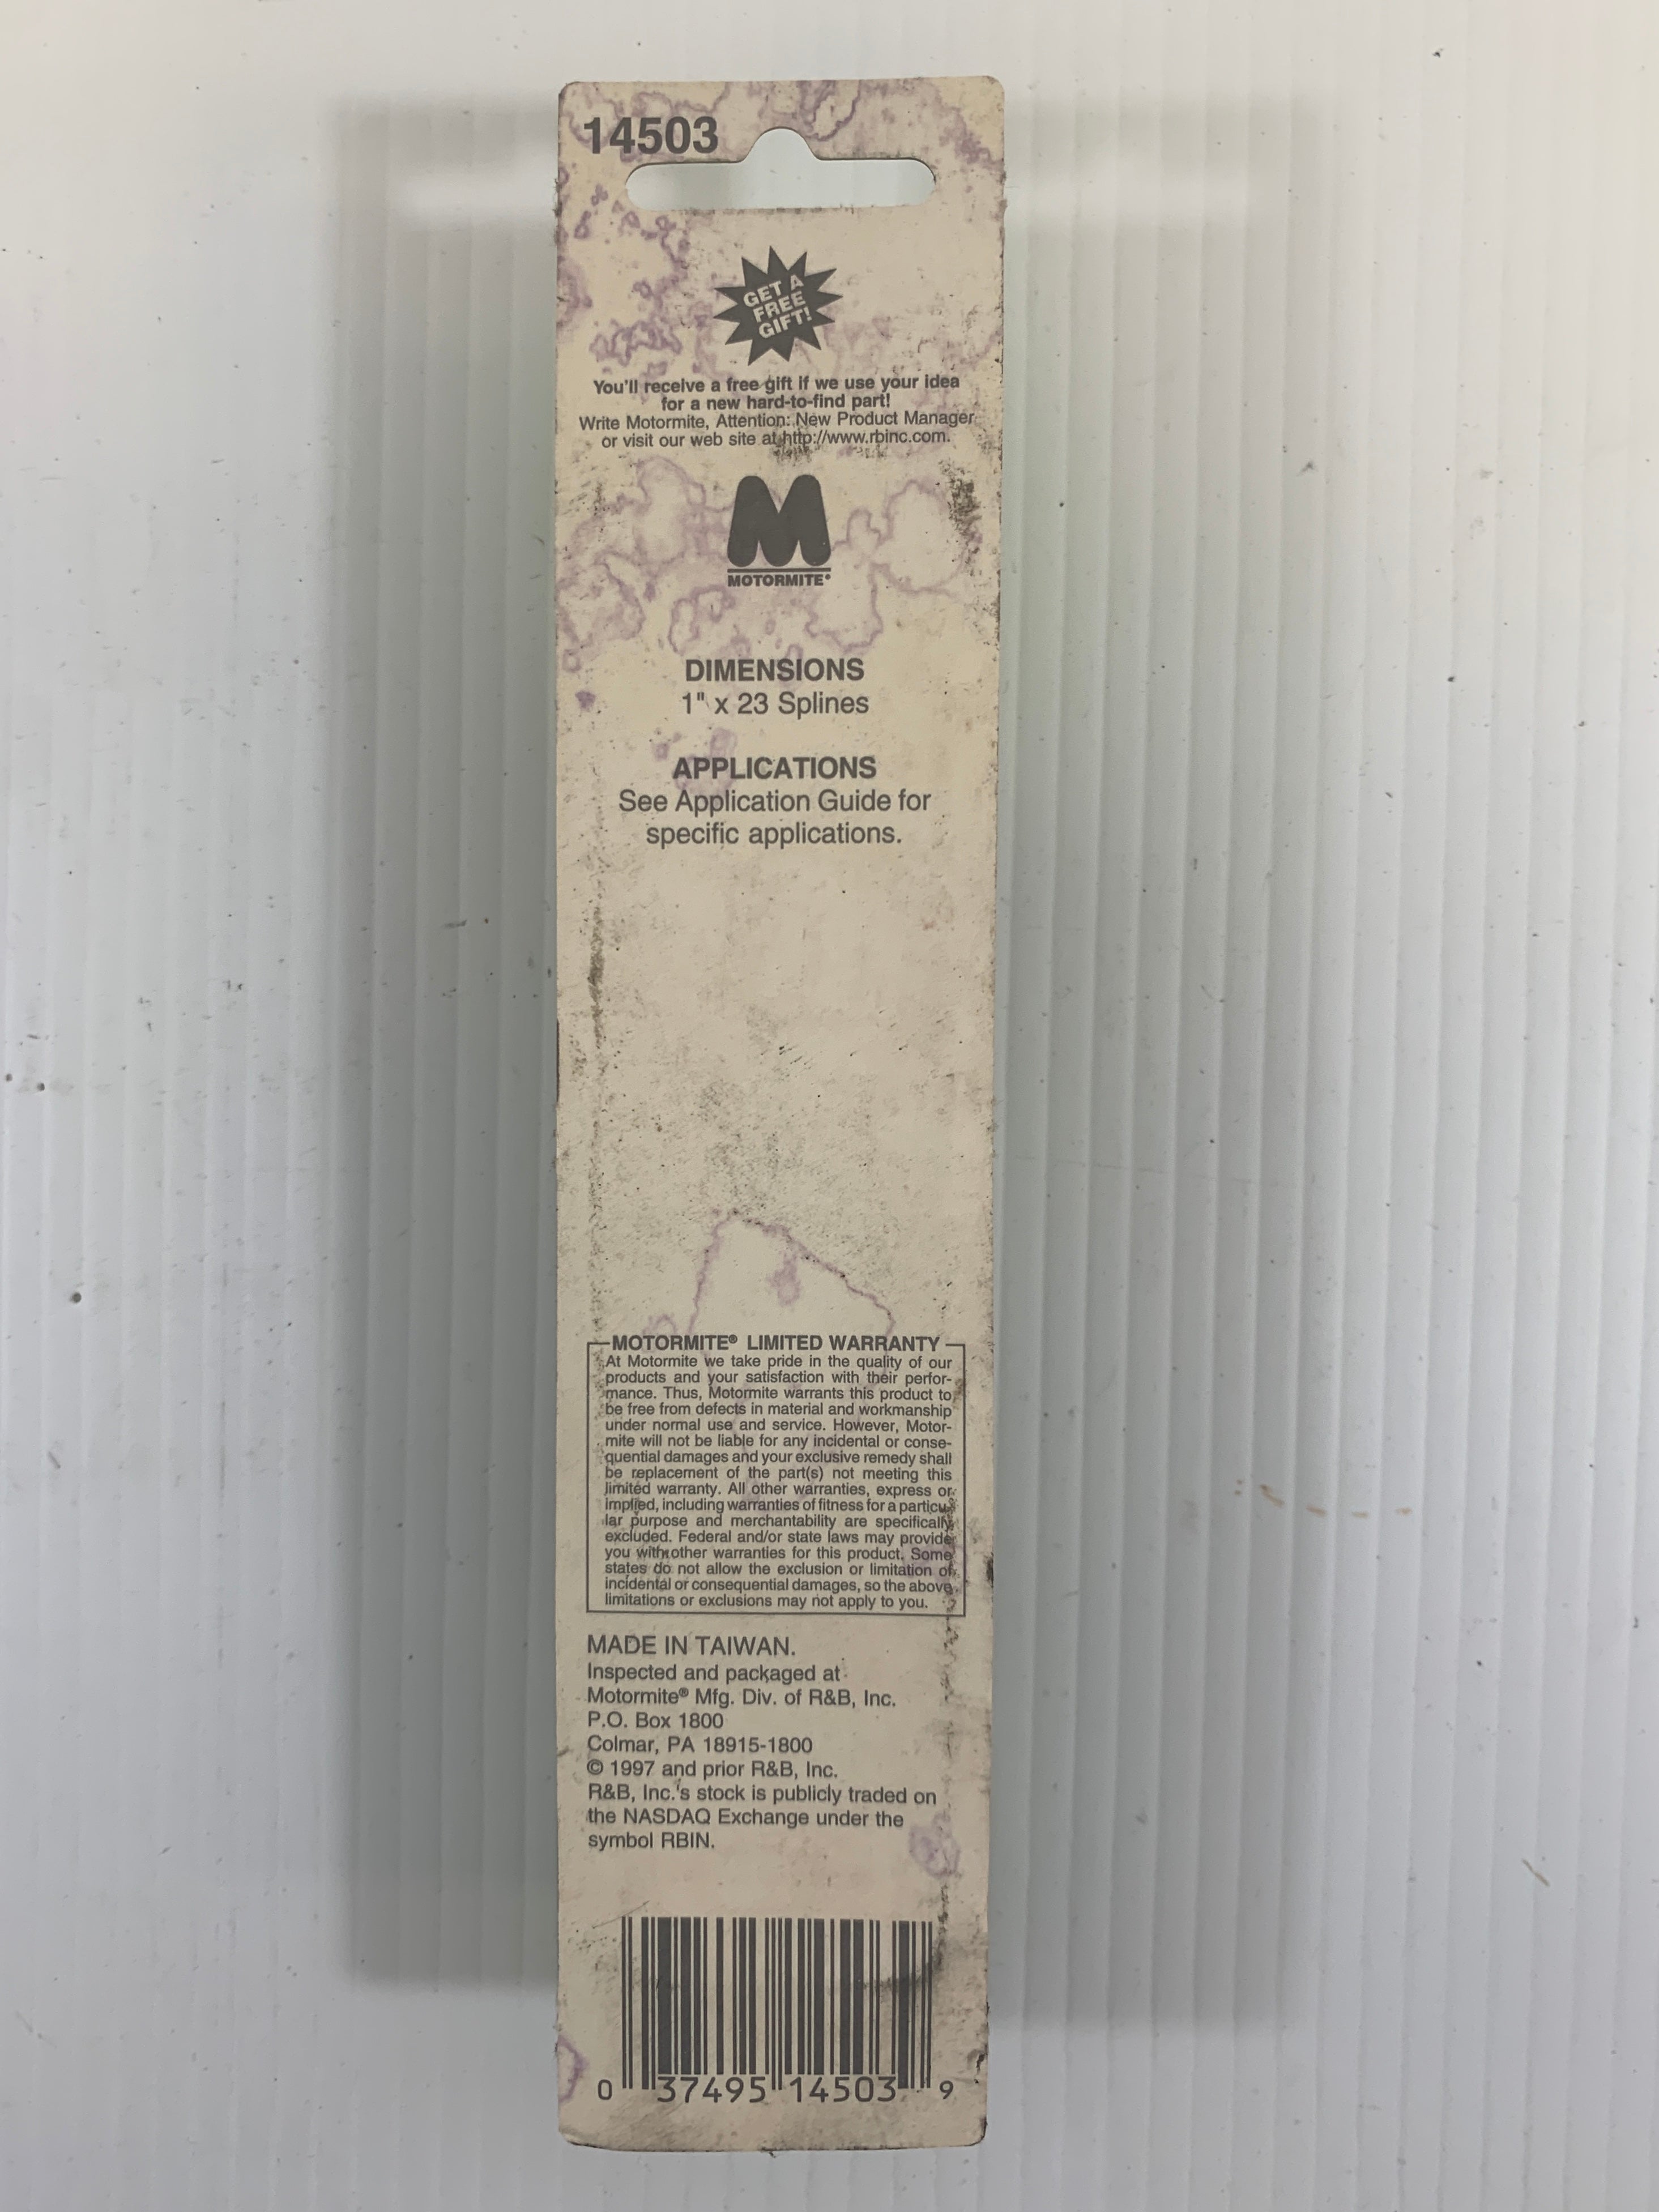 14503
GET A
FREE
GIFT!
You'll receive a free gift if we use your idea
for a new hard-to-find part!
Write Motormite, Attention: New Product Manager
or visit our web site at http://www.rbinc.com.
M
MOTORMITE®
DIMENSIONS
1" x 23 Splines
APPLICATIONS
See Application Guide for
specific applications.
MOTORMITE® LIMITED WARRANTY
At Motormite we take pride in the quality of our
products and your satisfaction with their perfor-
mance. Thus, Motormite warrants this product to
be free from defects in material and workmanship
under normal use and service. However, Motor-
mite will not be liable for any incidental or conse-
quential damages and your exclusive remedy shall
be replacement of the part(s) not meeting this
limited warranty. All other warranties, express or
implied, including warranties of fitness for a particu-
lar purpose and merchantability are specifically
excluded. Federal and/or state laws may provide
you with other warranties for this product. Some
states do not allow the exclusion or limitation of
incidental or consequential damages, so the above
limitations or exclusions may not apply to you.
MADE IN TAIWAN.
Inspected and packaged at
Motormite® Mfg. Div. of R&B, Inc.
P.O. Box 1800
Colmar, PA 18915-1800
© 1997 and prior R&B, Inc.
R&B, Inc.'s stock is publicly traded on
the NASDAQ Exchange under the
symbol RBIN.
0 37495 14503 9